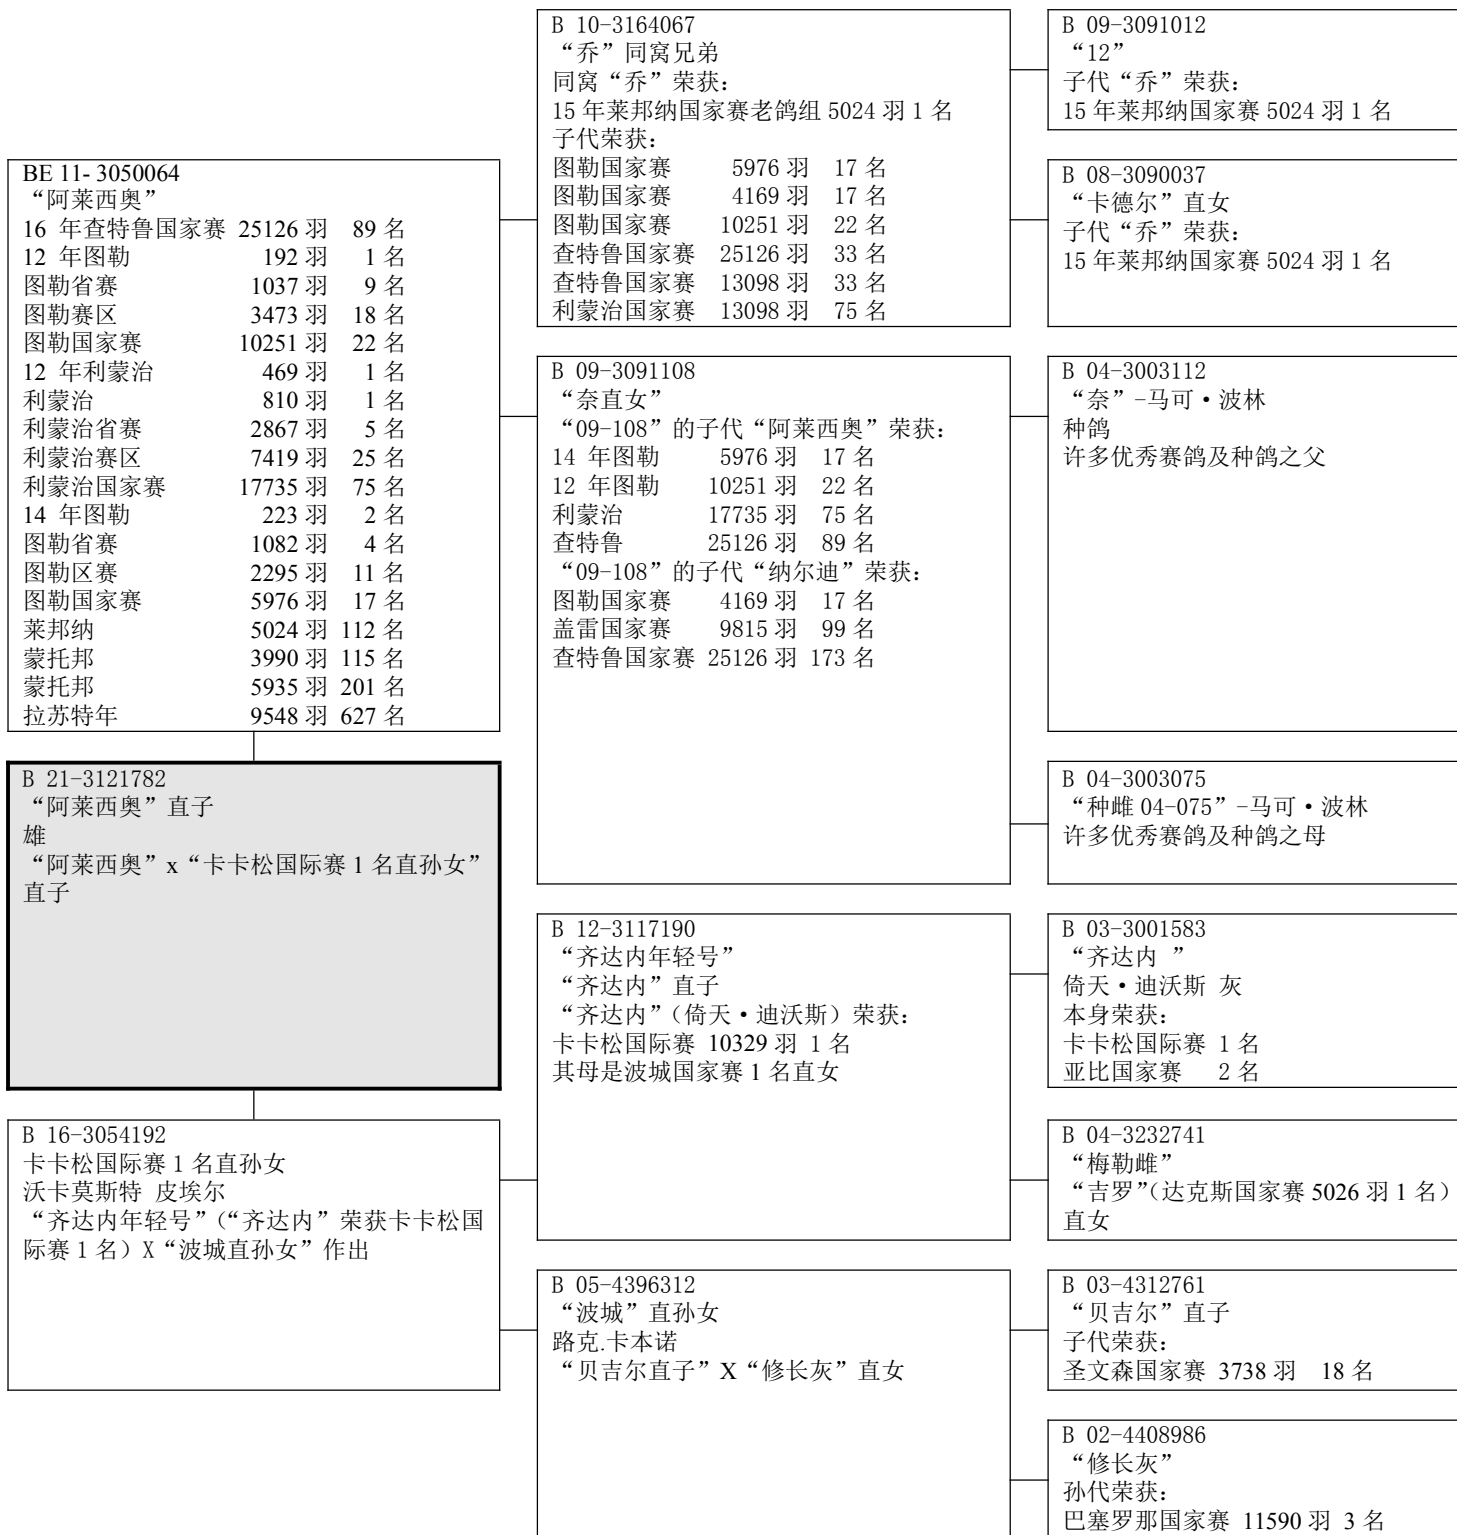 BE 11- 3050064
“阿莱西奥”
16 年查特鲁国家赛 25126 羽 89 名
12 年图勒 192 羽 1 名
图勒省赛 1037 羽 9 名
图勒赛区 3473 羽 18 名
图勒国家赛 10251 羽 22 名
12 年利蒙治 469 羽 1 名
利蒙治 810 羽 1 名
利蒙治省赛 2867 羽 5 名
利蒙治赛区 7419 羽 25 名
利蒙治国家赛 17735 羽 75 名
14 年图勒 223 羽 2 名
图勒省赛 1082 羽 4 名
图勒区赛 2295 羽 11 名
图勒国家赛 5976 羽 17 名
莱邦纳 5024 羽 112 名
蒙托邦 3990 羽 115 名
蒙托邦 5935 羽 201 名
拉苏特年 9548 羽 627 名
B 21-3121782
“阿莱西奥”直子
雄
“阿莱西奥”x“卡卡松国际赛 1 名直孙女”
直子
B 16-3054192
卡卡松国际赛 1 名直孙女
沃卡莫斯特 皮埃尔
“齐达内年轻号”（“齐达内”荣获卡卡松国
际赛 1 名）X“波城直孙女”作出
B 10-3164067
“乔”同窝兄弟
同窝“乔”荣获：
15 年莱邦纳国家赛老鸽组 5024 羽 1 名
子代荣获：
图勒国家赛 5976 羽 17 名
图勒国家赛 4169 羽 17 名
图勒国家赛 10251 羽 22 名
查特鲁国家赛 25126 羽 33 名
查特鲁国家赛 13098 羽 33 名
利蒙治国家赛 13098 羽 75 名
B 09-3091108
“奈直女”
“09-108”的子代“阿莱西奥”荣获：
14 年图勒 5976 羽 17 名
12 年图勒 10251 羽 22 名
利蒙治 17735 羽 75 名
查特鲁 25126 羽 89 名
“09-108”的子代“纳尔迪”荣获：
图勒国家赛 4169 羽 17 名
盖雷国家赛 9815 羽 99 名
查特鲁国家赛 25126 羽 173 名
B 12-3117190
“齐达内年轻号”
“齐达内”直子
“齐达内”（倚天·迪沃斯）荣获：
卡卡松国际赛 10329 羽 1 名
其母是波城国家赛 1 名直女
B 05-4396312
“波城”直孙女
路克.卡本诺
“贝吉尔直子”X“修长灰”直女
B 09-3091012
“12”
子代“乔”荣获：
15 年莱邦纳国家赛 5024 羽 1 名
B 08-3090037
“卡德尔”直女
子代“乔”荣获：
15 年莱邦纳国家赛 5024 羽 1 名
B 04-3003112
“奈”-马可·波林
种鸽
许多优秀赛鸽及种鸽之父
B 04-3003075
“种雌 04-075”-马可·波林
许多优秀赛鸽及种鸽之母
B 03-3001583
“齐达内 ”
倚天·迪沃斯 灰
本身荣获：
卡卡松国际赛 1 名
亚比国家赛 2 名
B 04-3232741
“梅勒雌”
“吉罗”（达克斯国家赛 5026 羽 1 名）
直女
B 03-4312761
“贝吉尔”直子
子代荣获：
圣文森国家赛 3738 羽 18 名
B 02-4408986
“修长灰”
孙代荣获：
巴塞罗那国家赛 11590 羽 3 名